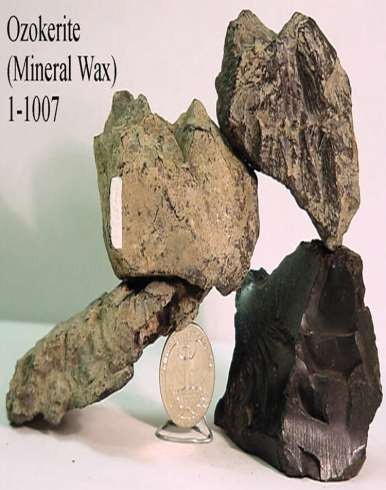 Ozokerite
(Mineral Wax)
1-1007